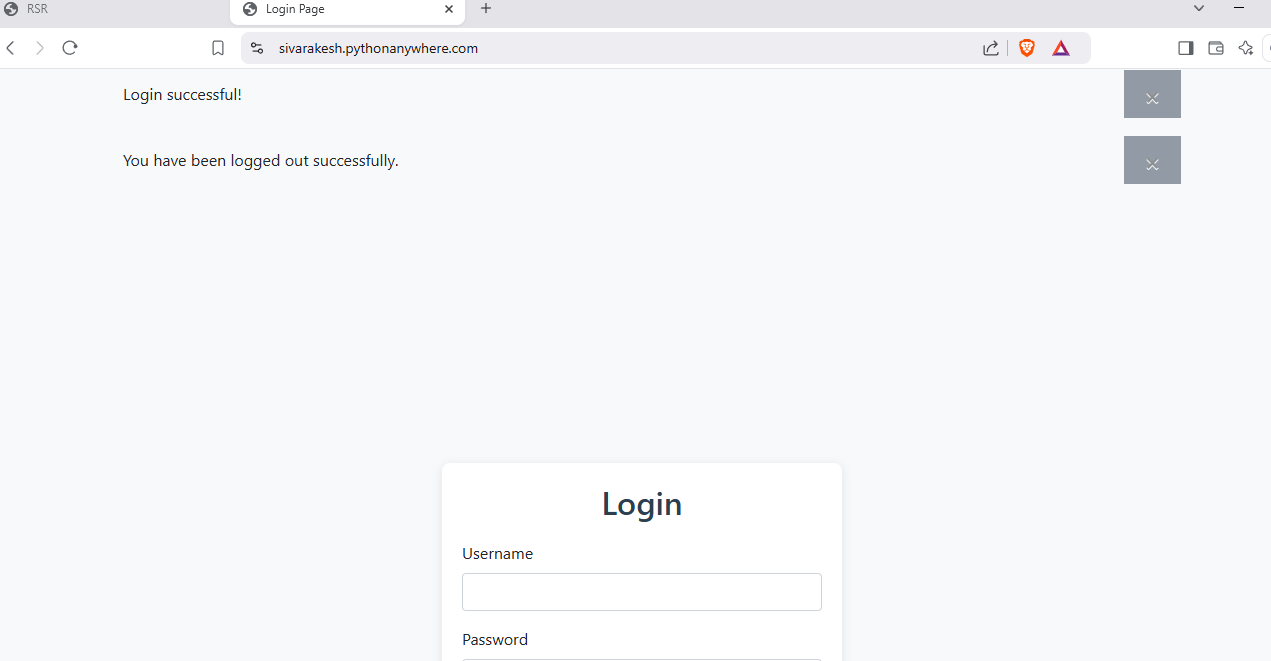 RSR
Login Page
sivarakesh.pythonanywhere.com
Login successful!
You have been logged out successfully.
Login
Username
Password